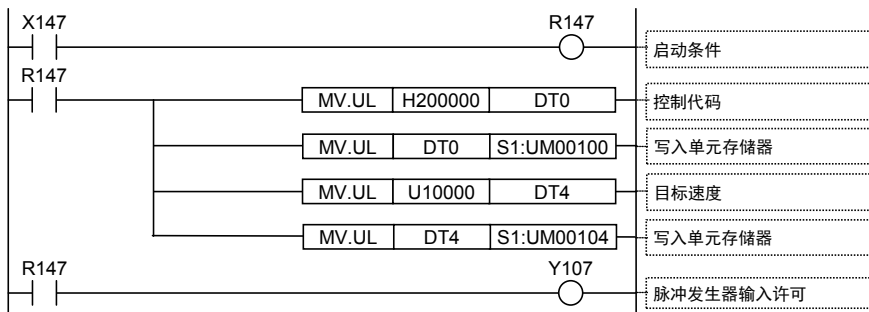 X147 R147 启动条件
R147
MV.UL H200000 DT0 控制代码
MV.UL DT0 S1:UM00100 写入单元存储器
MV.UL U10000 DT4 目标速度
MV.UL DT4 S1:UM00104 写入单元存储器
R147 Y107 脉冲发生器输入许可